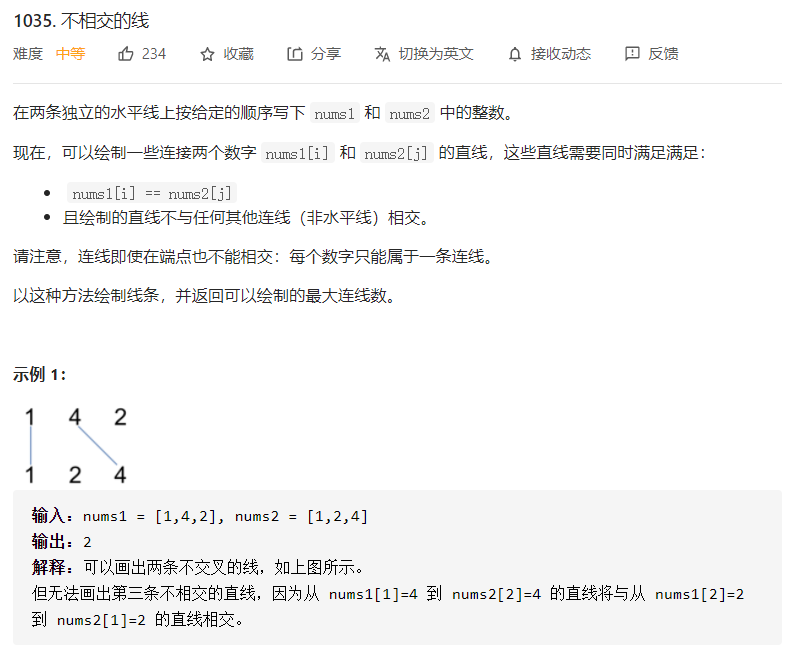 1035. 不相交的线
难度 中等 234 收藏 分享 切换为英文 接收动态 反馈
在两条独立的水平线上按给定的顺序写下 nums1 和 nums2 中的整数。
现在，可以绘制一些连接两个数字 nums1[i] 和 nums2[j] 的直线，这些直线需要同时满足满足：
• nums1[i] == nums2[j]
• 且绘制的直线不与任何其他连线（非水平线）相交。
请注意，连线即使在端点也不能相交：每个数字只能属于一条连线。
以这种方法绘制线条，并返回可以绘制的最大连线数。
示例 1：
1 4 2
1 2 4
输入：nums1 = [1,4,2], nums2 = [1,2,4]
输出：2
解释：可以画出两条不交叉的线，如上图所示。
但无法画出第三条不相交的直线，因为从 nums1[1]=4 到 nums2[2]=4 的直线将与从 nums1[2]=2
到 nums2[1]=2 的直线相交。